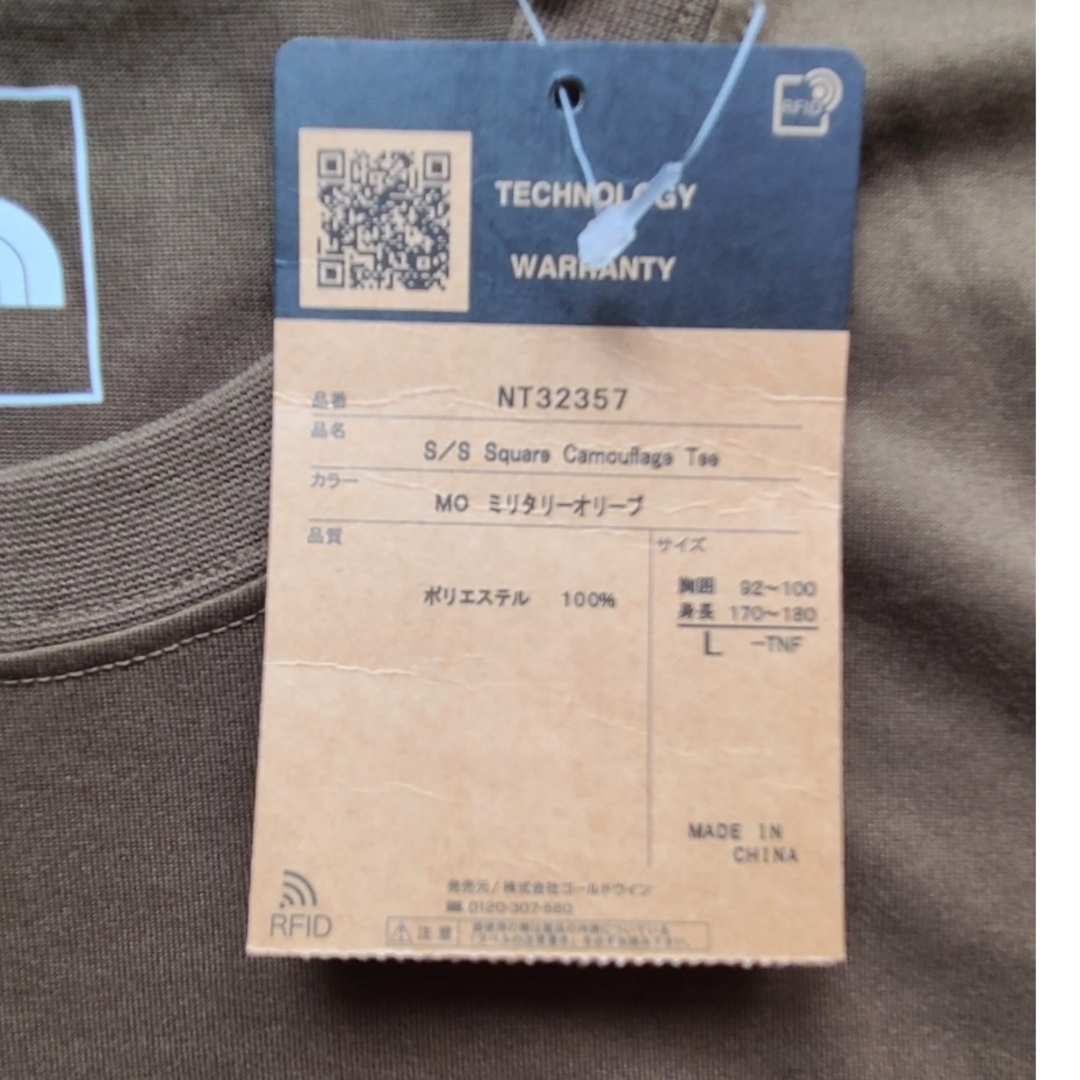 RFID
TECHNOLOGY
WARRANTY
品番 NT32357
品名
S/S Square Camouflage Tee
カラー
MO ミリタリーオリーブ
品質
サイズ
ポリエステル 100%
胸囲 92~100
身長 170~180
L -TNF
MADE IN
CHINA
発売元/株式会社ゴールドウイン
0120-307-560
RFID
注意